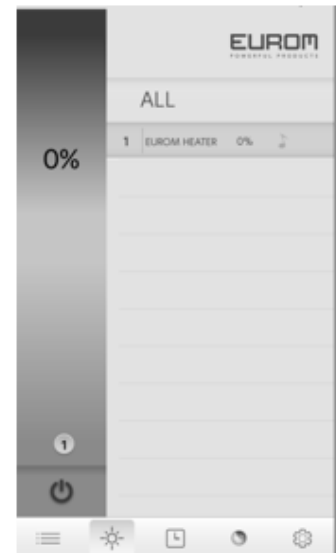 EUROM
POWERFUL PRODUCTS
ALL
1 EUROM HEATER 0%
0%
1